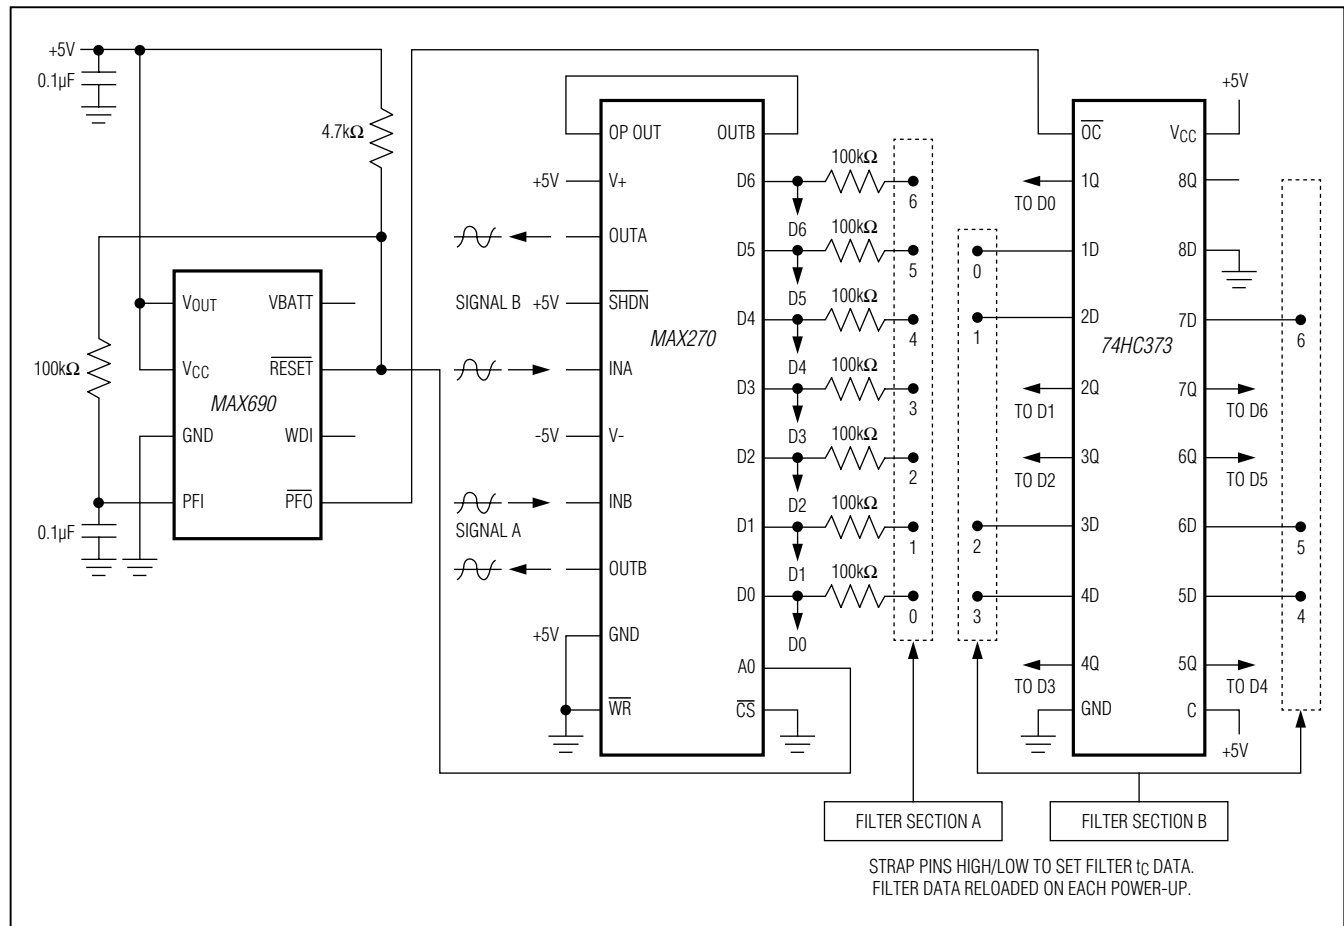 +5V
0.1µF
4.7kΩ
100kΩ
0.1µF
VOUT
VCC
GND
PFI
VBATT
RESET
WDI
PFO
MAX690
OP OUT
V+
OUTA
SHDN
INA
V-
INB
OUTB
GND
WR
+5V
SIGNAL B +5V
-5V
SIGNAL A
+5V
MAX270
OUTB
D6
D5
D4
D3
D2
D1
D0
A0
CS
100kΩ
D6
6
100kΩ
D5
5
100kΩ
D4
4
100kΩ
D3
3
100kΩ
D2
2
100kΩ
D1
1
100kΩ
D0
0
0
1
2
3
OC
1Q
TO D0
1D
2D
2Q
TO D1
3Q
TO D2
3D
4D
4Q
TO D3
GND
74HC373
+5V
VCC
8Q
8D
7D
6
7Q
TO D6
6Q
TO D5
6D
5
5D
4
5Q
TO D4
C
+5V
FILTER SECTION A
FILTER SECTION B
STRAP PINS HIGH/LOW TO SET FILTER tC DATA.
FILTER DATA RELOADED ON EACH POWER-UP.